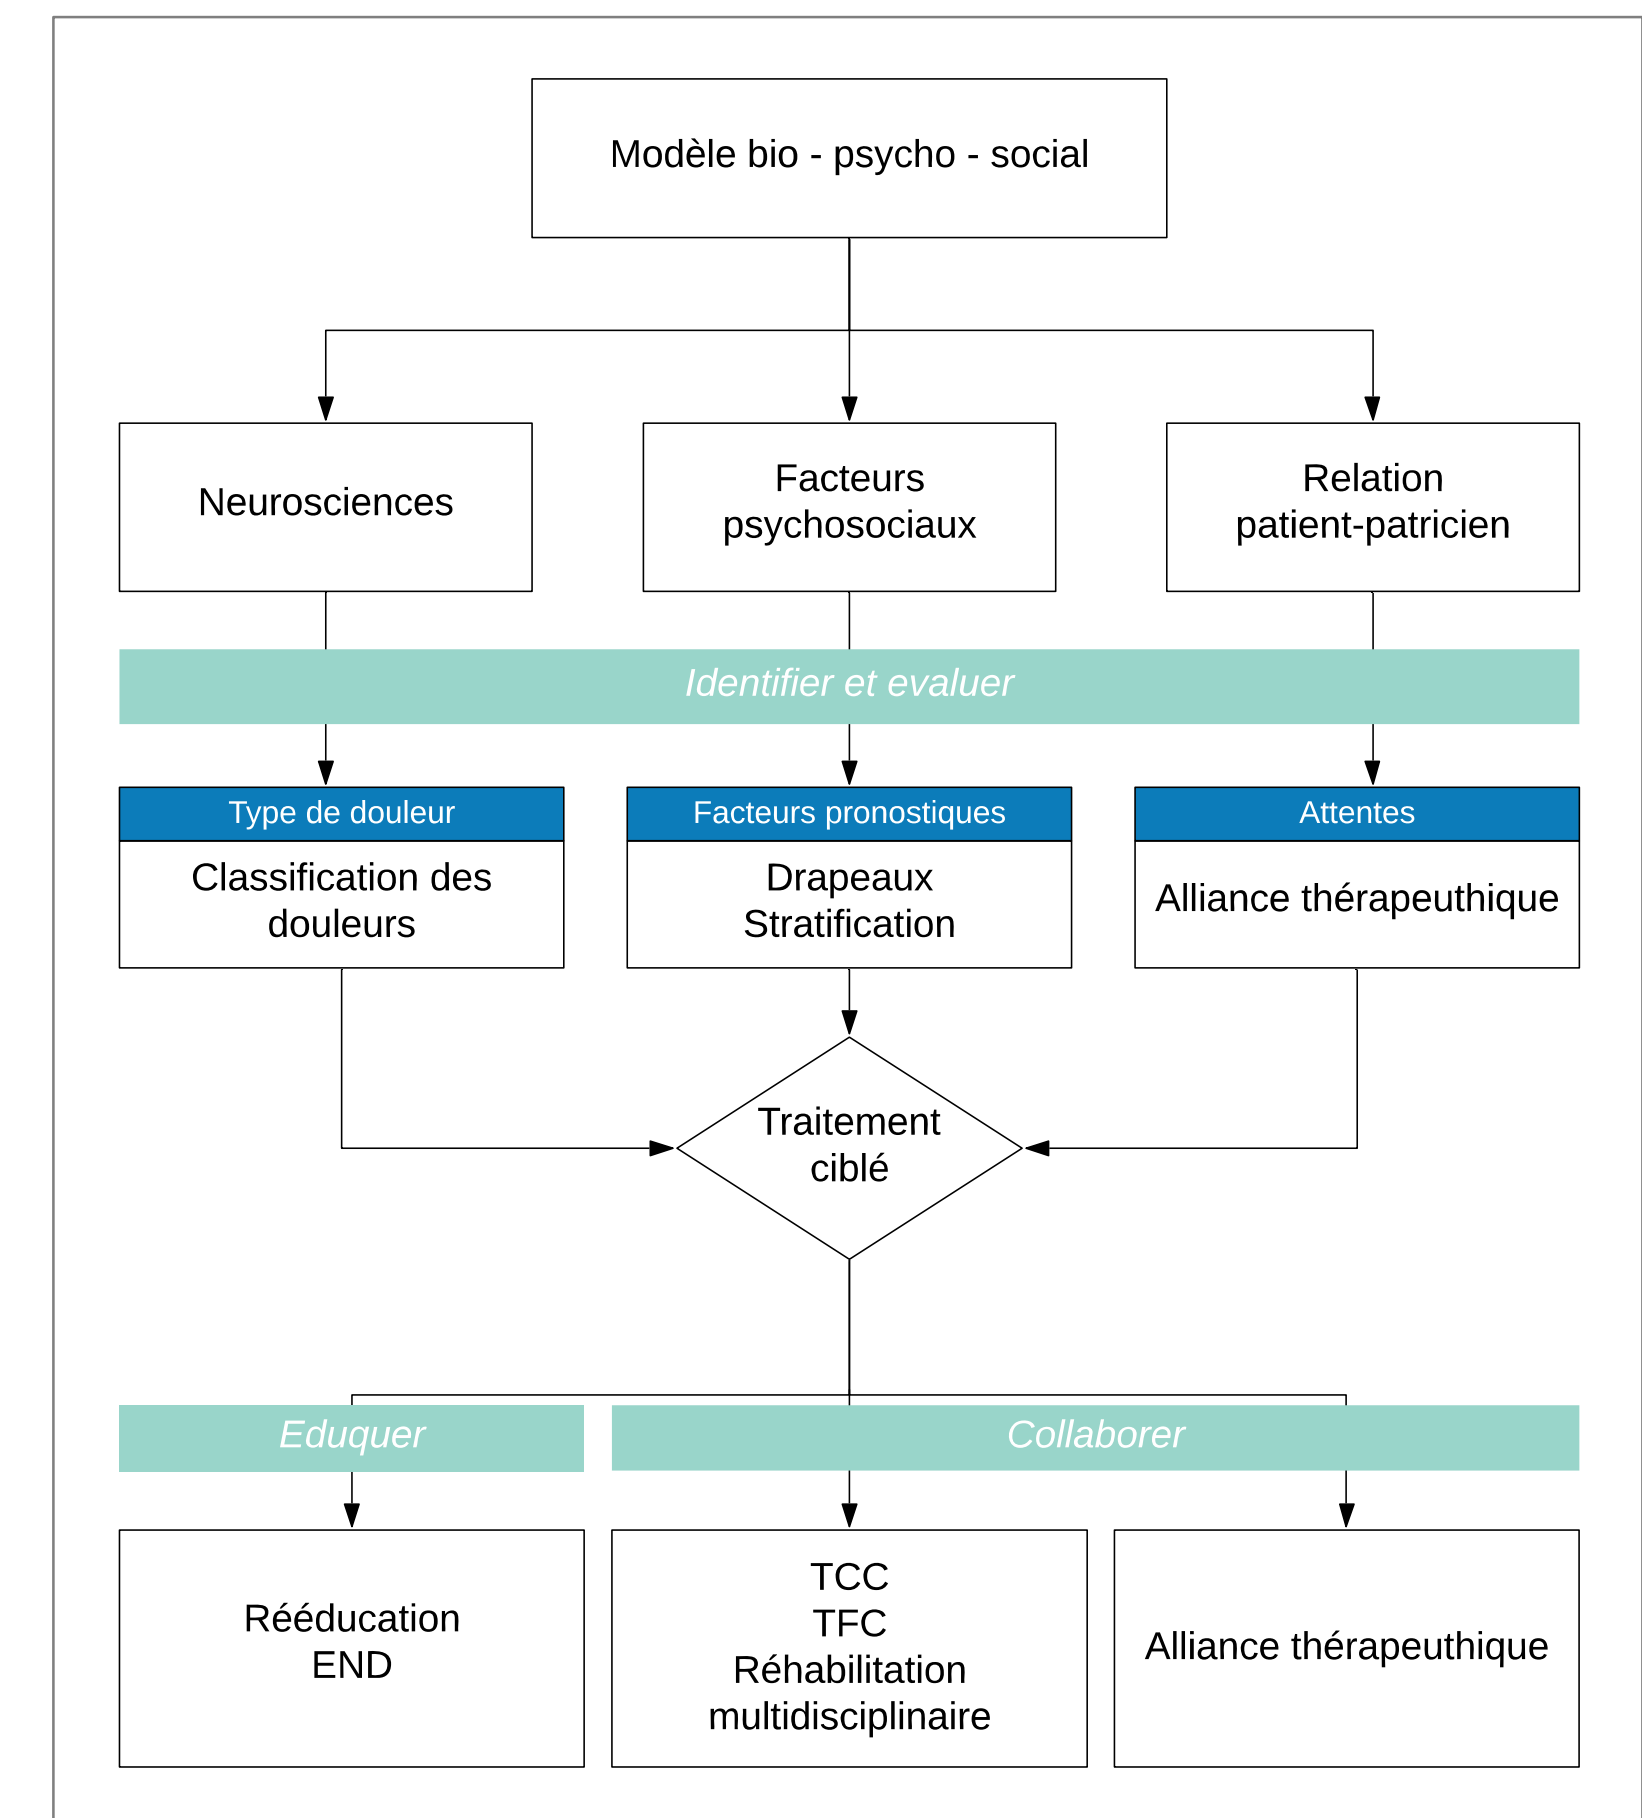 Modèle bio - psycho - social
Neurosciences
Facteurs
psychosociaux
Relation
patient-patricien
Identifier et evaluer
Type de douleur
Classification des
douleurs
Facteurs pronostiques
Drapeaux
Stratification
Attentes
Alliance thérapeuthique
Traitement
ciblé
Eduquer
Collaborer
Rééducation
END
TCC
TFC
Réhabilitation
multidisciplinaire
Alliance thérapeuthique